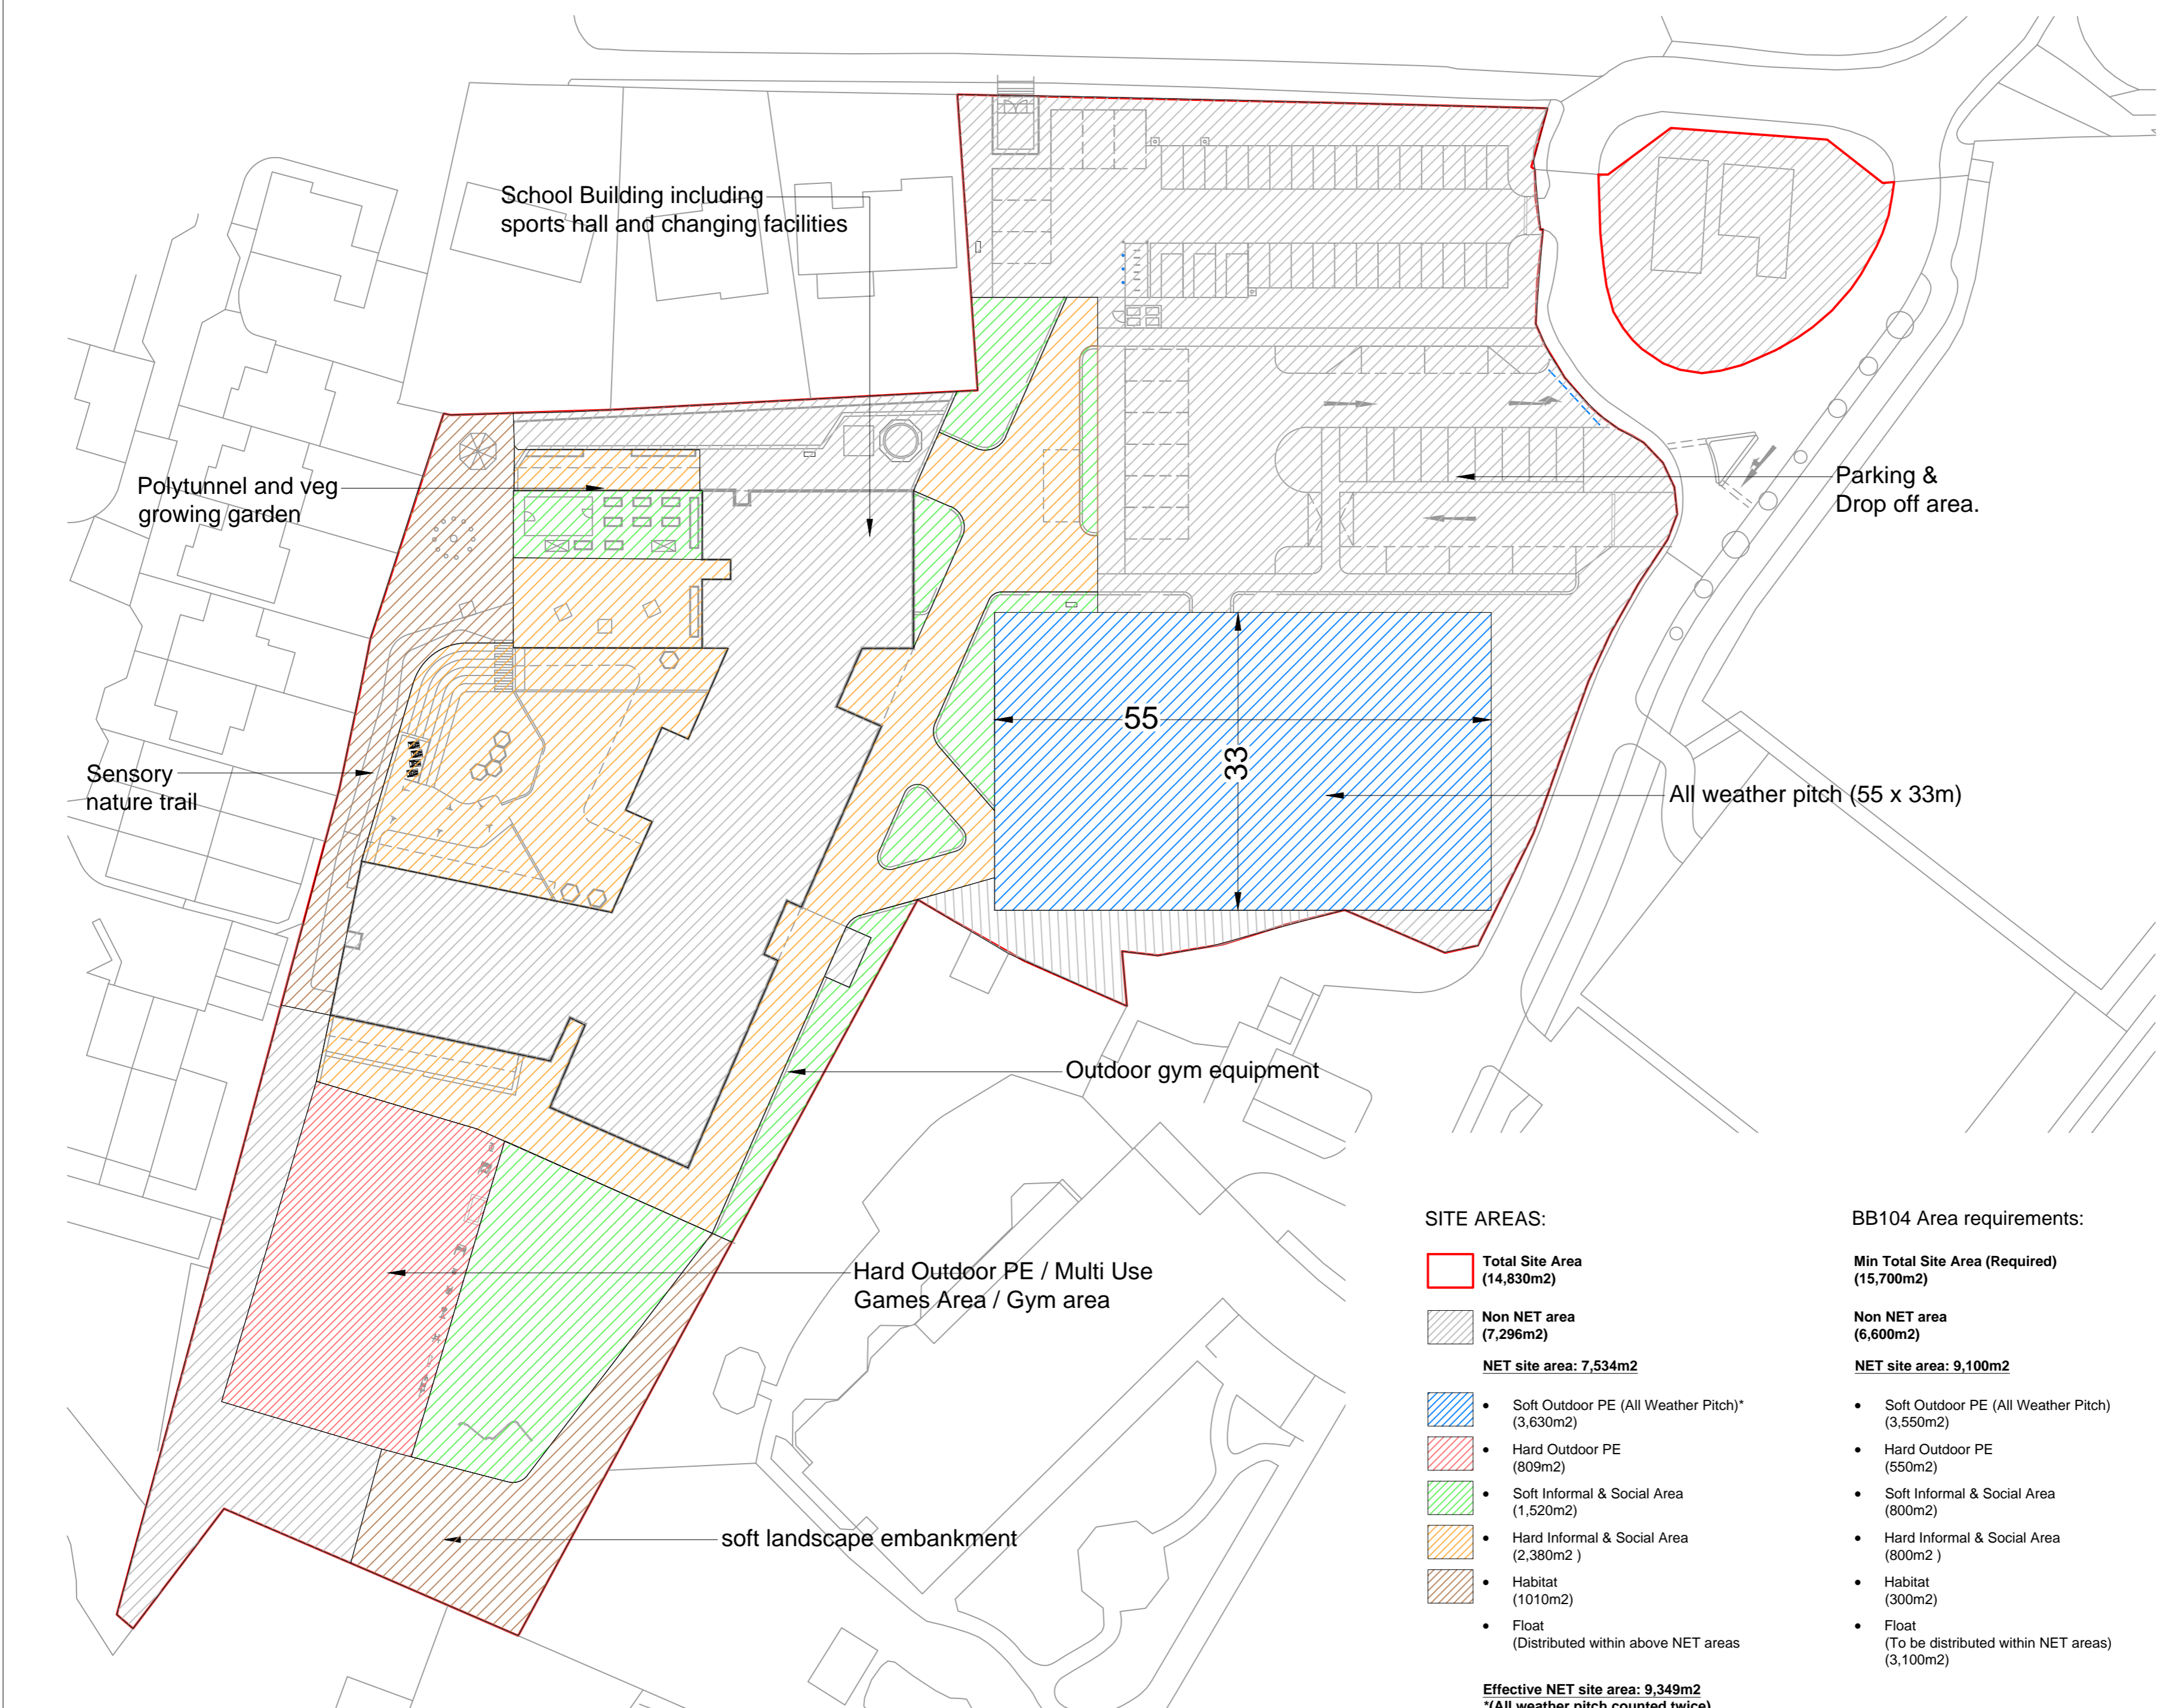 School Building including
sports hall and changing facilities
Polytunnel and veg
growing garden
Parking &
Drop off area.
Sensory
nature trail
55
33
All weather pitch (55 x 33m)
Outdoor gym equipment
Hard Outdoor PE / Multi Use
Games Area / Gym area
soft landscape embankment
SITE AREAS:
Total Site Area
(14,830m2)
Non NET area
(7,296m2)
NET site area: 7,534m2
• Soft Outdoor PE (All Weather Pitch)*
(3,630m2)
• Hard Outdoor PE
(809m2)
• Soft Informal & Social Area
(1,520m2)
• Hard Informal & Social Area
(2,380m2 )
• Habitat
(1010m2)
• Float
(Distributed within above NET areas
Effective NET site area: 9,349m2
*(All weather pitch counted twice)
BB104 Area requirements:
Min Total Site Area (Required)
(15,700m2)
Non NET area
(6,600m2)
NET site area: 9,100m2
• Soft Outdoor PE (All Weather Pitch)
(3,550m2)
• Hard Outdoor PE
(550m2)
• Soft Informal & Social Area
(800m2)
• Hard Informal & Social Area
(800m2 )
• Habitat
(300m2)
• Float
(To be distributed within NET areas)
(3,100m2)